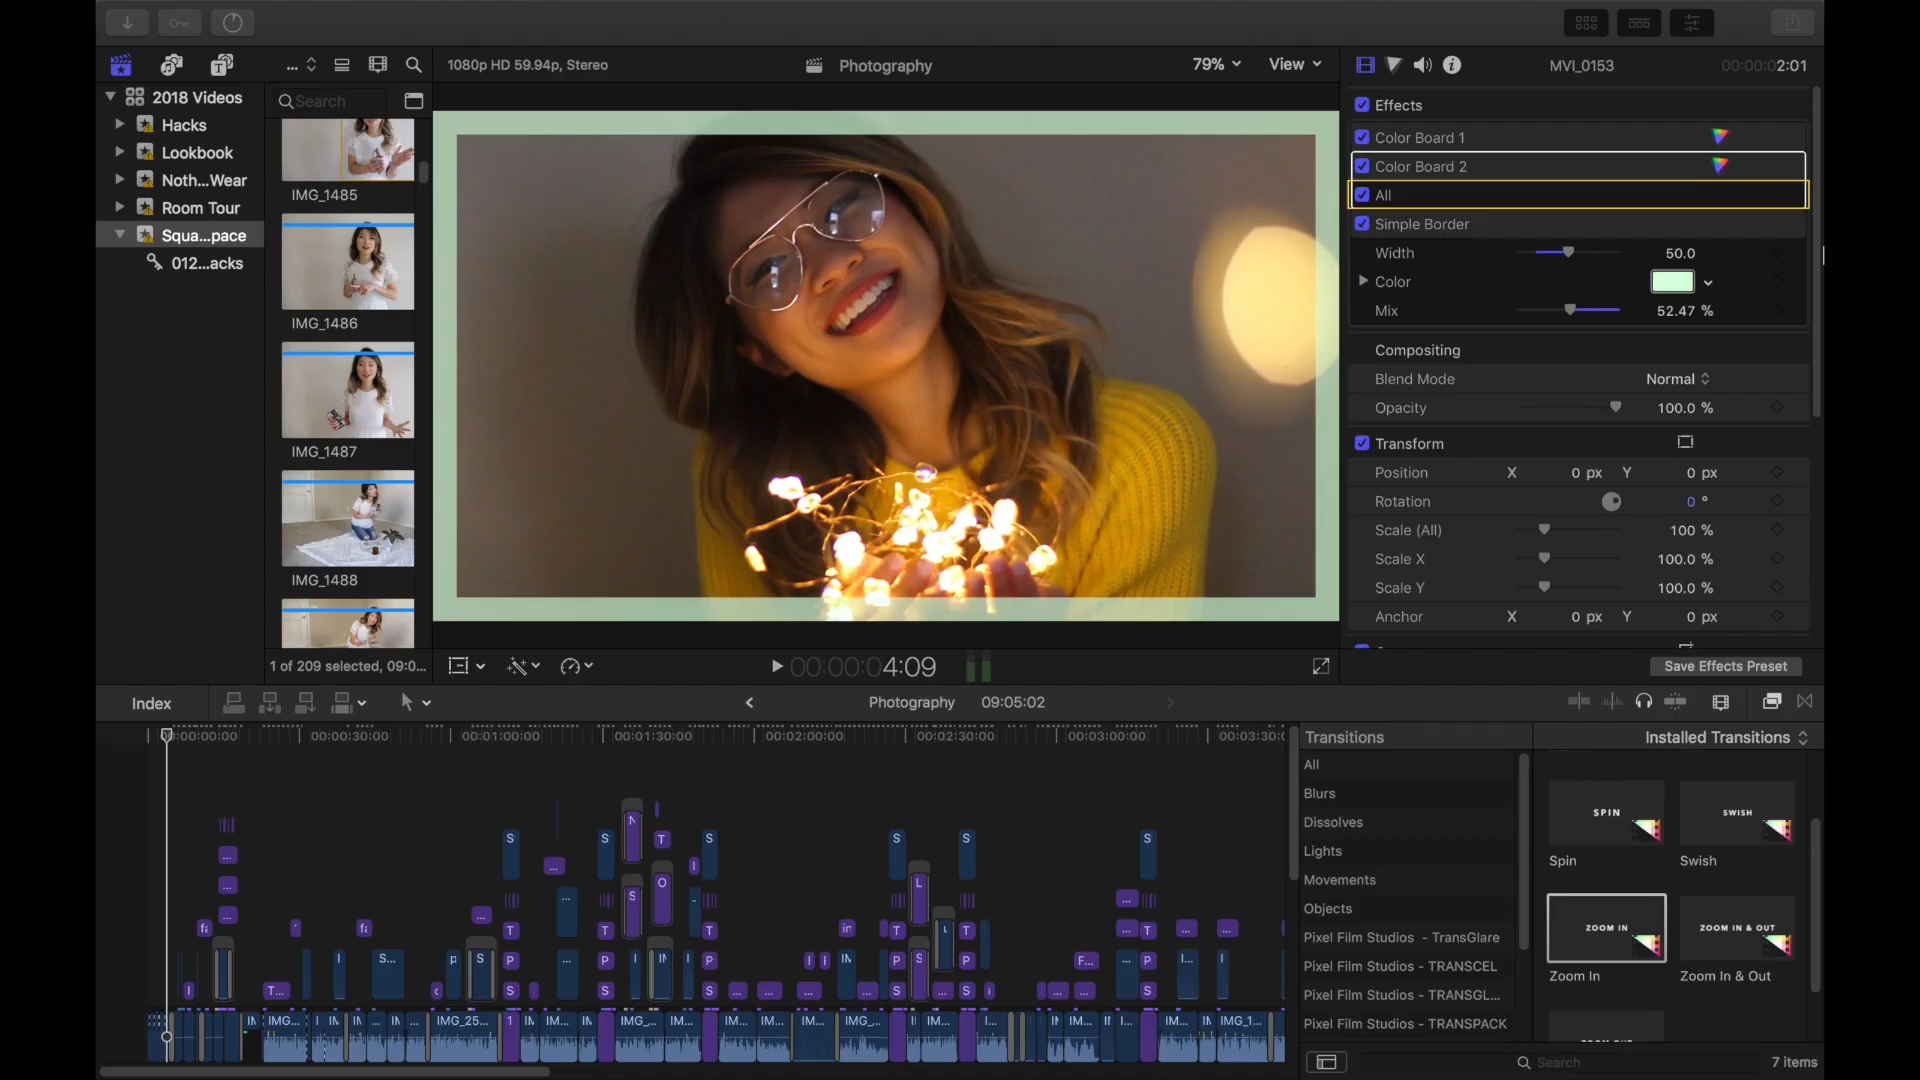 1080p HD 59.94p, Stereo
Photography
79%
View
MVI_0153
00:00:02:01
2018 Videos
Hacks
Lookbook
Noth...Wear
Room Tour
Squa...pace
012...acks
Search
IMG_1485
IMG_1486
IMG_1487
IMG_1488
1 of 209 selected, 09:0...
Effects
Color Board 1
Color Board 2
All
Simple Border
Width
50.0
Color
Mix
52.47 %
Compositing
Blend Mode
Normal
Opacity
100.0 %
Transform
Position
X
0 px
Y
0 px
Rotation
0 °
Scale (All)
100 %
Scale X
100.0 %
Scale Y
100.0 %
Anchor
X
0 px
Y
0 px
00:00:04:09
Save Effects Preset
Index
Photography
09:05:02
00:00:00:00
00:00:30:00
00:01:00:00
00:01:30:00
00:02:00:00
00:02:30:00
00:03:00:00
IMG...
IMG_25...
IMG_...
IM...
IMG_...
IMG_1...
Transitions
Installed Transitions
All
Blurs
Dissolves
Lights
Movements
Objects
Pixel Film Studios - TransGlare
Pixel Film Studios - TRANSCEL
Pixel Film Studios - TRANSGL...
Pixel Film Studios - TRANSPACK
SPIN
Spin
SWISH
Swish
ZOOM IN
Zoom In
ZOOM IN & OUT
Zoom In & Out
Search
7 items